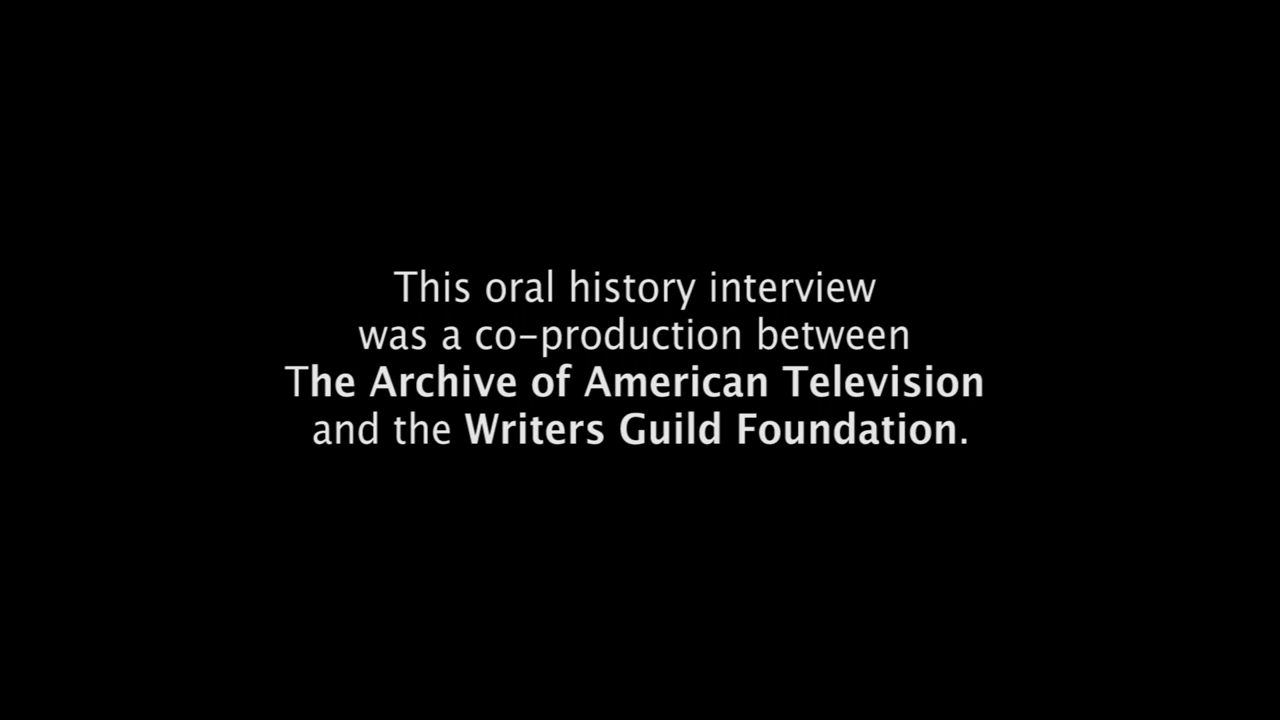 This oral history interview
was a co-production between
The Archive of American Television
and the Writers Guild Foundation.